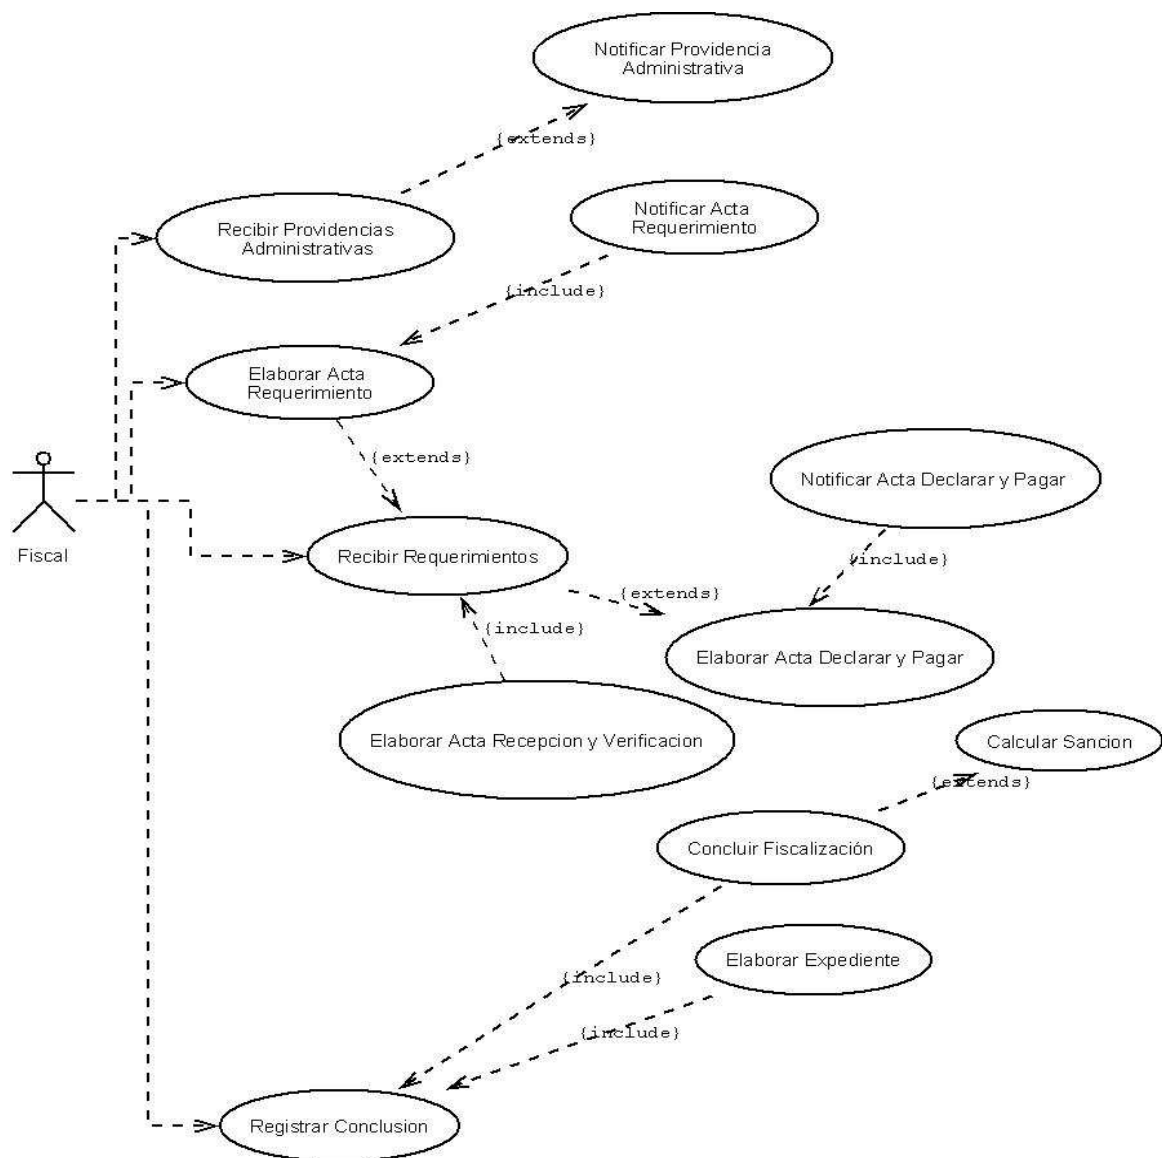 Notificar Providencia
Administrativa
{extends}
Notificar Acta
Requerimiento
Recibir Providencias
Administrativas
{include}
Elaborar Acta
Requerimiento
{extends}
Notificar Acta Declarar y Pagar
Fiscal
Recibir Requerimientos
{include}
{extends}
{include}
Elaborar Acta Declarar y Pagar
Elaborar Acta Recepcion y Verificacion
Calcular Sancion
{extends}
Concluir Fiscalización
Elaborar Expediente
{include}
{include}
Registrar Conclusion